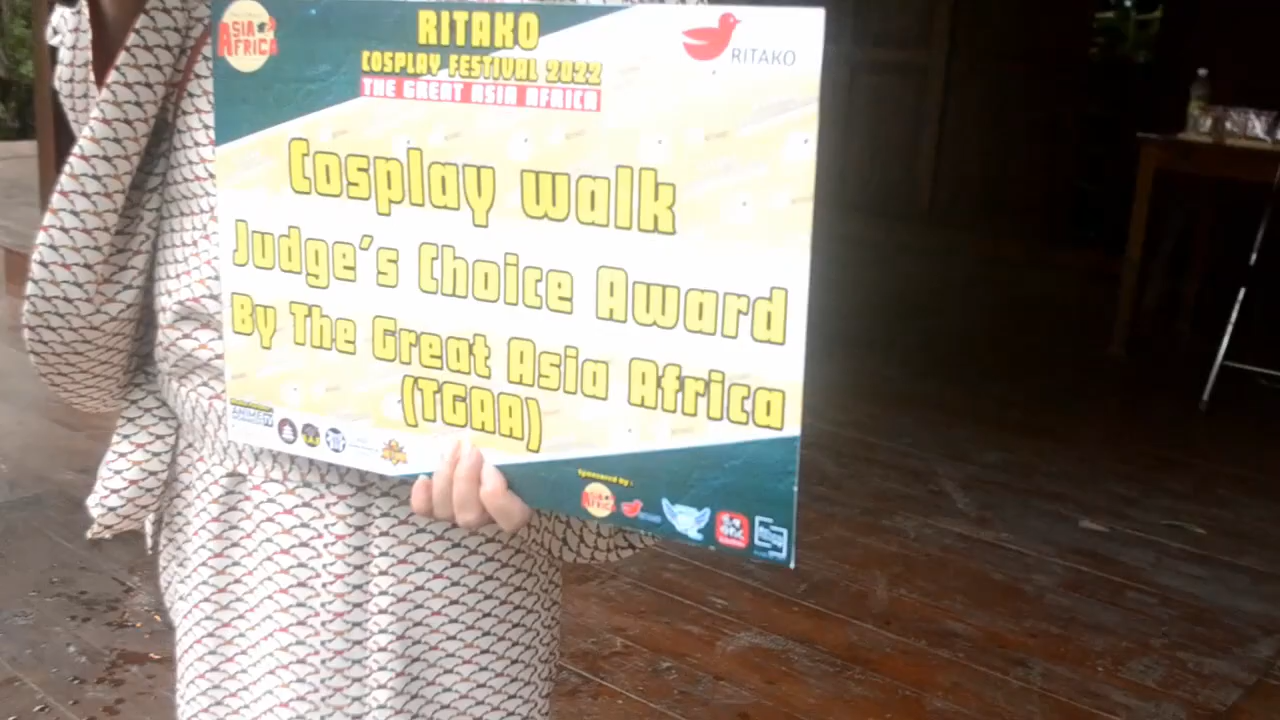 ASIA
AFRICA
RITAKO
COSPLAY FESTIVAL 2022
THE GREAT ASIA AFRICA
RITAKO
Cosplay walk
Judge's Choice Award
By The Great Asia Africa
(TGAA)
ANIME
Sponsored By :